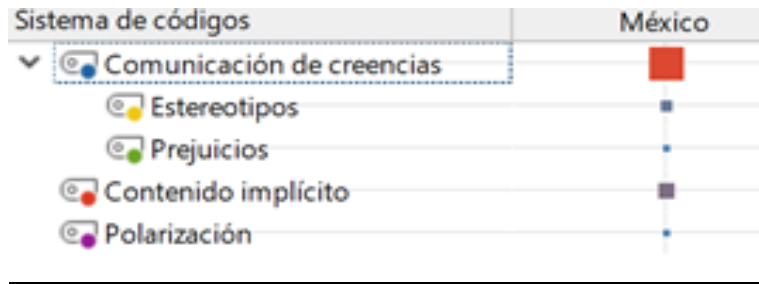 Sistema de códigos México
Comunicación de creencias
Estereotipos
Prejuicios
Contenido implícito
Polarización